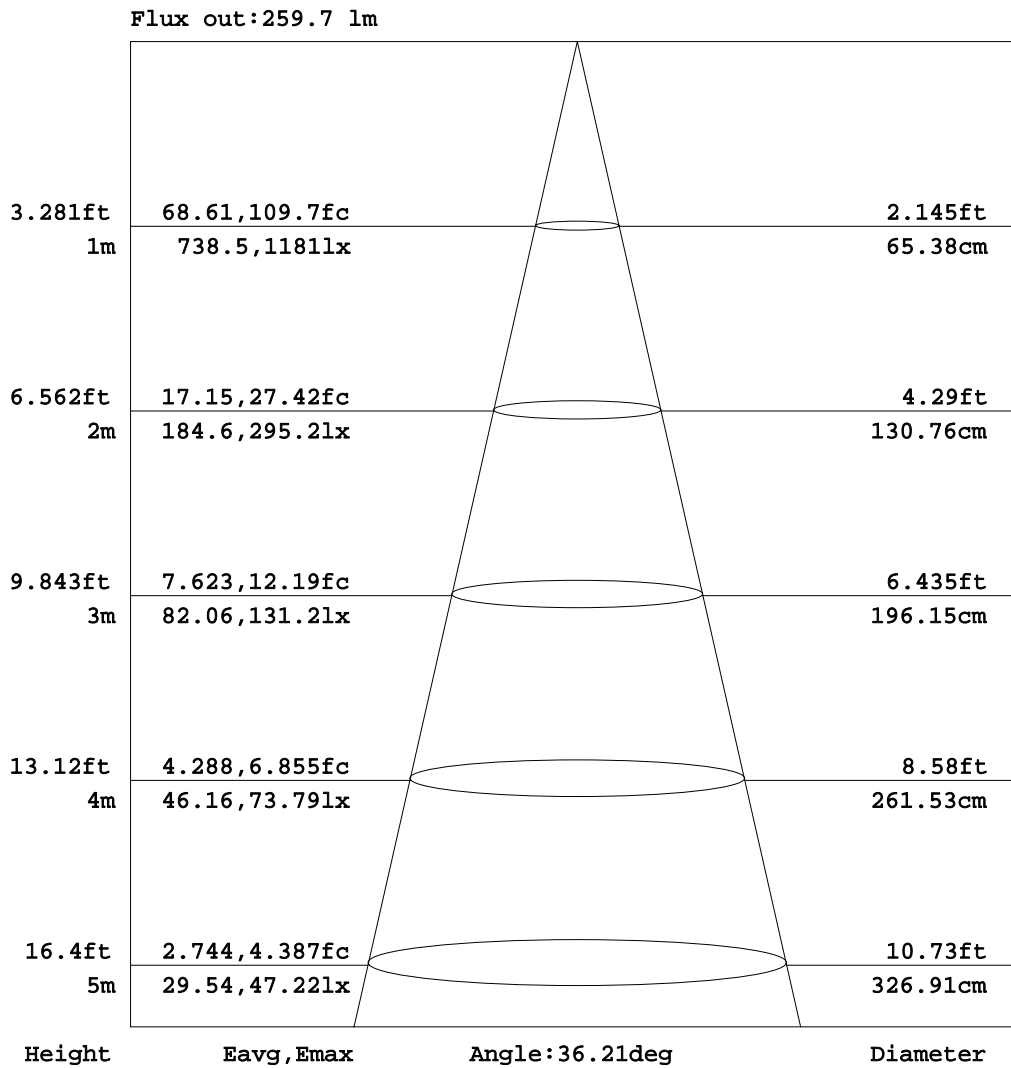 Flux out:259.7 lm
3.281ft 68.61,109.7fc 2.145ft
1m 738.5,1181lx 65.38cm
6.562ft 17.15,27.42fc 4.29ft
2m 184.6,295.2lx 130.76cm
9.843ft 7.623,12.19fc 6.435ft
3m 82.06,131.2lx 196.15cm
13.12ft 4.288,6.855fc 8.58ft
4m 46.16,73.79lx 261.53cm
16.4ft 2.744,4.387fc 10.73ft
5m 29.54,47.22lx 326.91cm
Height Eavg,Emax Angle:36.21deg Diameter